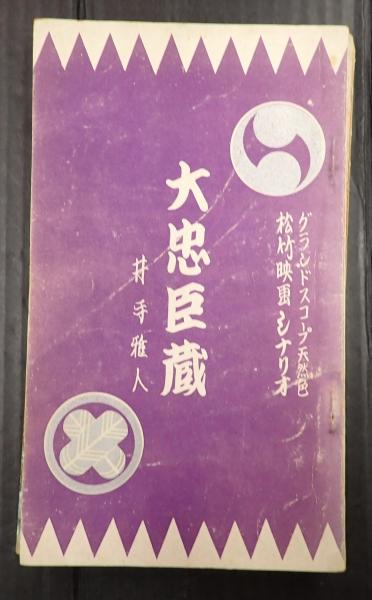 グランドスコープ天然色
松竹映画シナリオ
大忠臣蔵
井手雅人